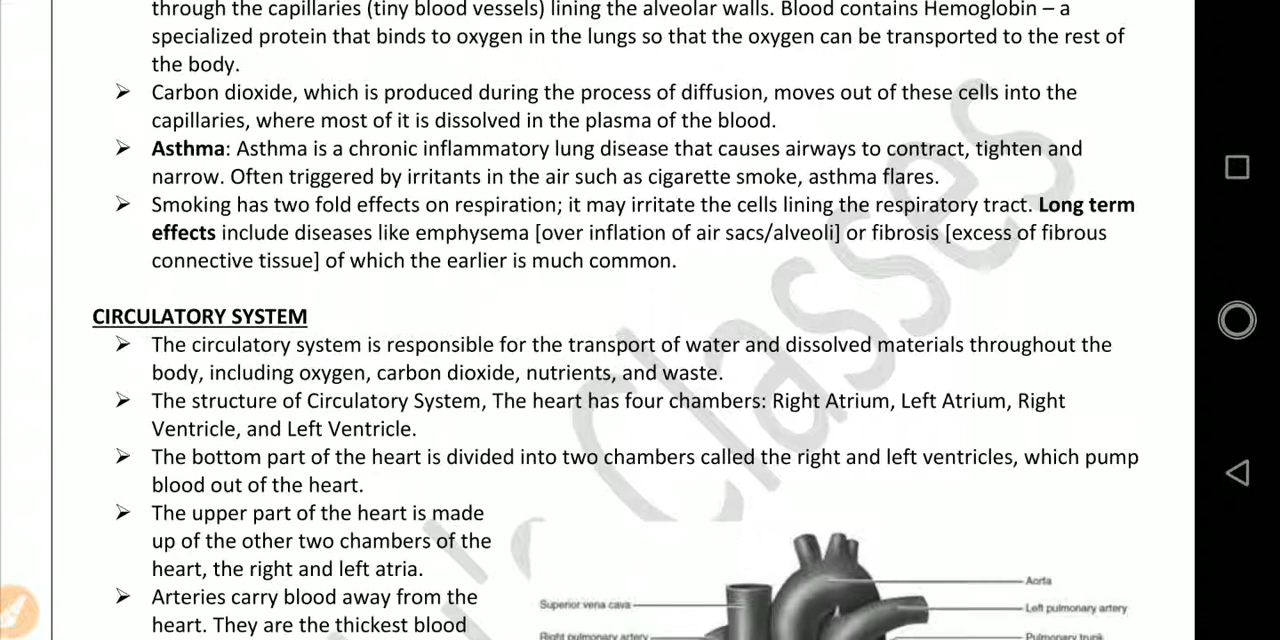 through the capillaries (tiny blood vessels) lining the alveolar walls. Blood contains Hemoglobin – a
specialized protein that binds to oxygen in the lungs so that the oxygen can be transported to the rest of
the body.
➤ Carbon dioxide, which is produced during the process of diffusion, moves out of these cells into the
capillaries, where most of it is dissolved in the plasma of the blood.
➤ Asthma: Asthma is a chronic inflammatory lung disease that causes airways to contract, tighten and
narrow. Often triggered by irritants in the air such as cigarette smoke, asthma flares.
➤ Smoking has two fold effects on respiration; it may irritate the cells lining the respiratory tract. Long term
effects include diseases like emphysema [over inflation of air sacs/alveoli] or fibrosis [excess of fibrous
connective tissue] of which the earlier is much common.
CIRCULATORY SYSTEM
➤ The circulatory system is responsible for the transport of water and dissolved materials throughout the
body, including oxygen, carbon dioxide, nutrients, and waste.
➤ The structure of Circulatory System, The heart has four chambers: Right Atrium, Left Atrium, Right
Ventricle, and Left Ventricle.
➤ The bottom part of the heart is divided into two chambers called the right and left ventricles, which pump
blood out of the heart.
➤ The upper part of the heart is made
up of the other two chambers of the
heart, the right and left atria.
➤ Arteries carry blood away from the
heart. They are the thickest blood
Aorta
Superior vena cava
Left pulmonary artery
Right pulmonary artery
Pulmonary trunk
Classes